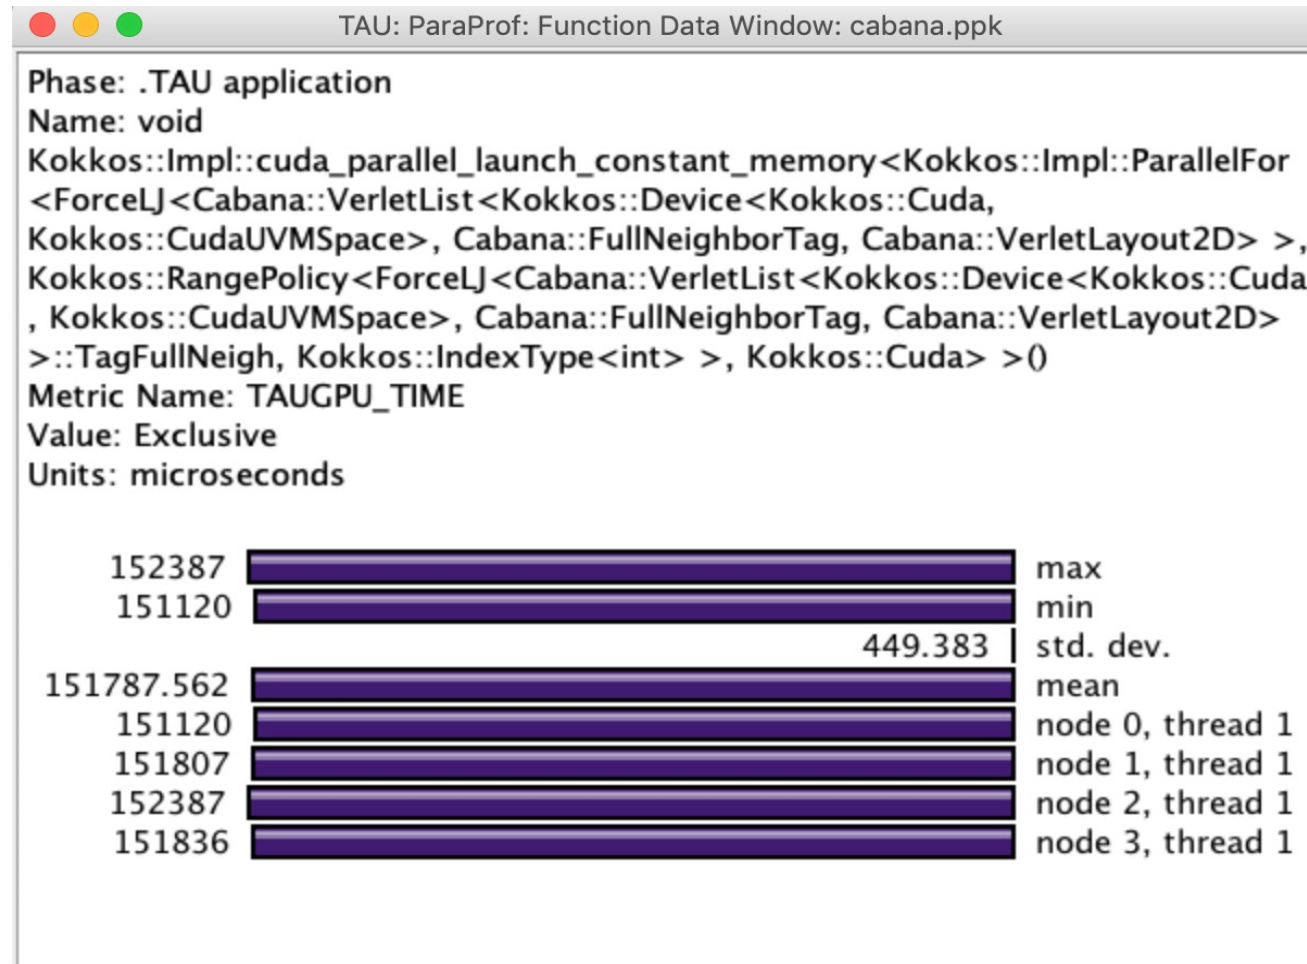 TAU: ParaProf: Function Data Window: cabana.ppk
Phase: .TAU application
Name: void
Kokkos::Impl::cuda_parallel_launch_constant_memory<Kokkos::Impl::ParallelFor
<ForceLJ<Cabana::VerletList<Kokkos::Device<Kokkos::Cuda,
Kokkos::CudaUVMSpace>, Cabana::FullNeighborTag, Cabana::VerletLayout2D> >,
Kokkos::RangePolicy<ForceLJ<Cabana::VerletList<Kokkos::Device<Kokkos::Cuda
, Kokkos::CudaUVMSpace>, Cabana::FullNeighborTag, Cabana::VerletLayout2D>
>::TagFullNeigh, Kokkos::IndexType<int> >, Kokkos::Cuda> >()
Metric Name: TAUGPU_TIME
Value: Exclusive
Units: microseconds
152387 max
151120 min
449.383 std. dev.
151787.562 mean
151120 node 0, thread 1
151807 node 1, thread 1
152387 node 2, thread 1
151836 node 3, thread 1